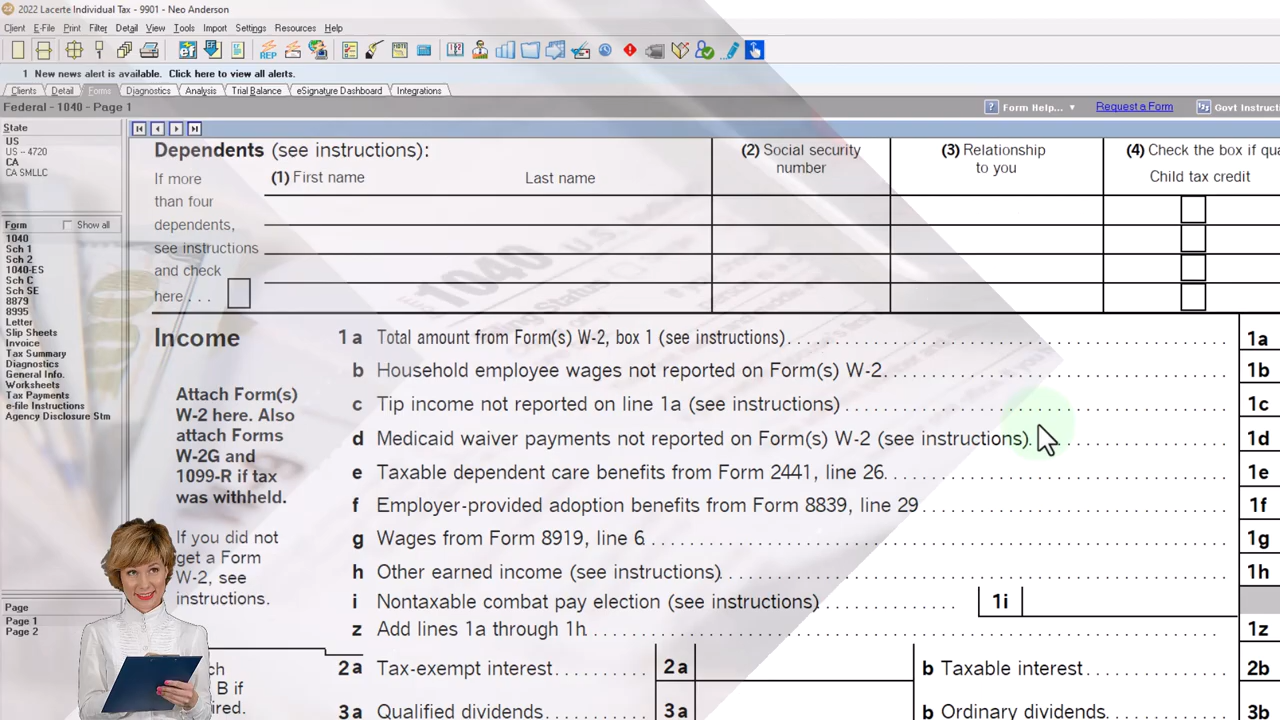 2022 Lacerte Individual Tax - 9901 - Neo Anderson
Client E-File Print Filter Detail View Tools Import Settings Resources Help
1 New news alert is available. Click here to view all alerts.
Clients Detail Forms Diagnostics Analysis Trial Balance eSignature Dashboard Integrations
Federal - 1040 - Page 1
Form Help... Request a Form Govt Instruct
State
US
US -- 4720
CA
CA SMLLC
Form Show all
1040
Sch 1
Sch 2
1040-ES
Sch C
Sch SE
8879
8995
Letter
Slip Sheets
Invoice
Tax Summary
Diagnostics
General Info.
Worksheets
Tax Payments
e-file Instructions
Agency Disclosure Stm
Page
Page 1
Page 2
Dependents (see instructions):
(2) Social security number
(3) Relationship to you
(4) Check the box if qua
Child tax credit
(1) First name Last name
If more
than four
dependents,
see instructions
and check
here . . .
1040
U.S.
Filing Status
Income
1 a Total amount from Form(s) W-2, box 1 (see instructions) 1a
b Household employee wages not reported on Form(s) W-2 1b
c Tip income not reported on line 1a (see instructions) 1c
d Medicaid waiver payments not reported on Form(s) W-2 (see instructions) 1d
e Taxable dependent care benefits from Form 2441, line 26 1e
f Employer-provided adoption benefits from Form 8839, line 29 1f
g Wages from Form 8919, line 6 1g
h Other earned income (see instructions) 1h
i Nontaxable combat pay election (see instructions) 1i
z Add lines 1a through 1h 1z
Attach Form(s)
W-2 here. Also
attach Forms
W-2G and
1099-R if tax
was withheld.
If you did not
get a Form
W-2, see
instructions.
2a Tax-exempt interest 2a b Taxable interest 2b
3a Qualified dividends 3a b Ordinary dividends 3b
ch
B if
ired.